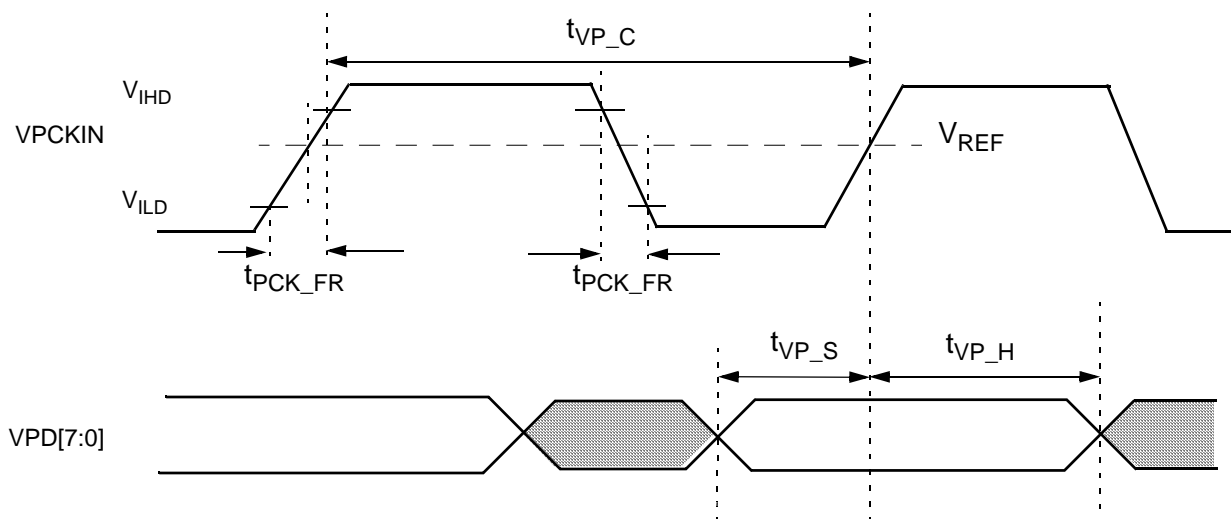 tVP_C
VIHD
VPCKIN
VREF
VILD
tPCK_FR
tPCK_FR
tVP_S
tVP_H
VPD[7:0]